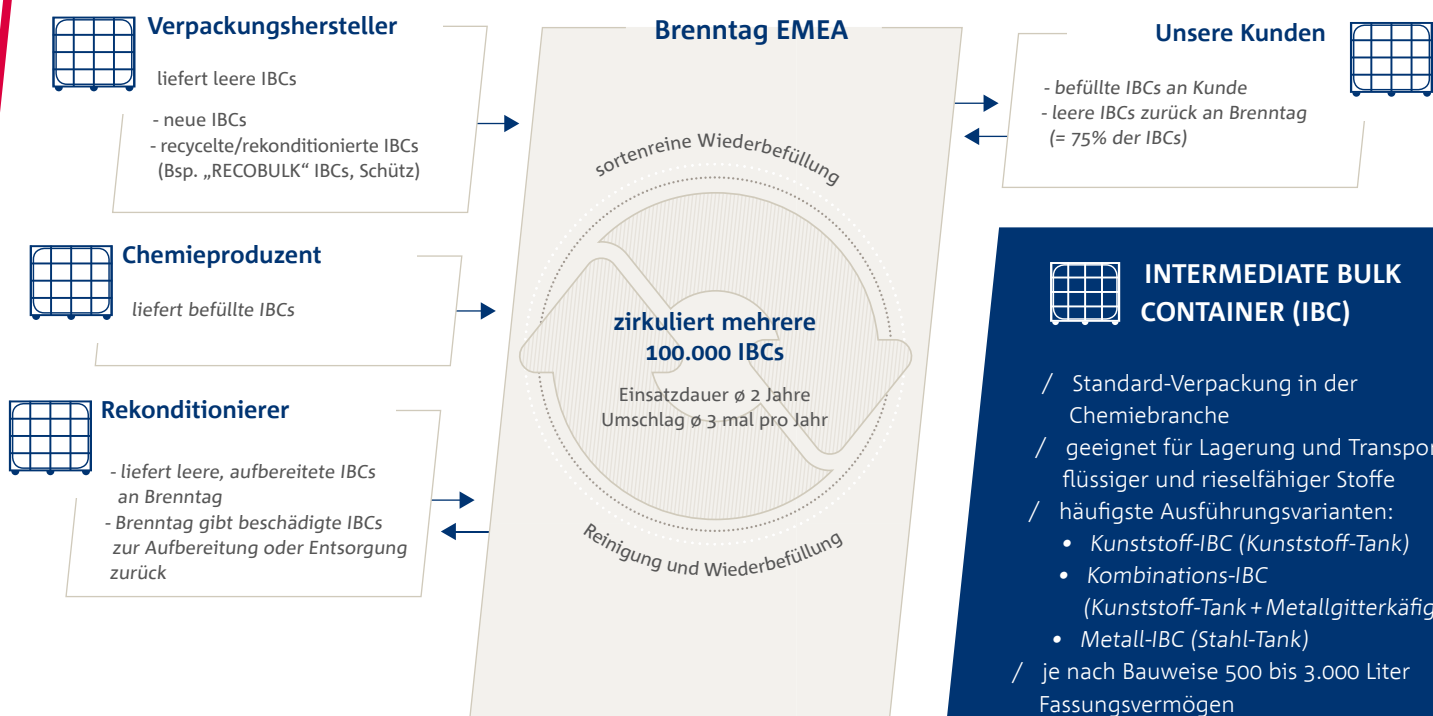 Verpackungshersteller
liefert leere IBCs
- neue IBCs
- recycelte/rekonditionierte IBCs
(Bsp. „RECOBULK“ IBCs, Schütz)
Chemieproduzent
liefert befüllte IBCs
Rekonditionierer
- liefert leere, aufbereitete IBCs
an Brenntag
- Brenntag gibt beschädigte IBCs
zur Aufbereitung oder Entsorgung
zurück
Brenntag EMEA
sortenreine Wiederbefüllung
zirkuliert mehrere
100.000 IBCs
Einsatzdauer ø 2 Jahre
Umschlag ø 3 mal pro Jahr
Reinigung und Wiederbefüllung
Unsere Kunden
- befüllte IBCs an Kunde
- leere IBCs zurück an Brenntag
(= 75% der IBCs)
INTERMEDIATE BULK
CONTAINER (IBC)
/ Standard-Verpackung in der
Chemiebranche
/ geeignet für Lagerung und Transpor
flüssiger und rieselfähiger Stoffe
/ häufigste Ausführungsvarianten:
• Kunststoff-IBC (Kunststoff-Tank)
• Kombinations-IBC
(Kunststoff-Tank + Metallgitterkäfig
• Metall-IBC (Stahl-Tank)
/ je nach Bauweise 500 bis 3.000 Liter
Fassungsvermögen